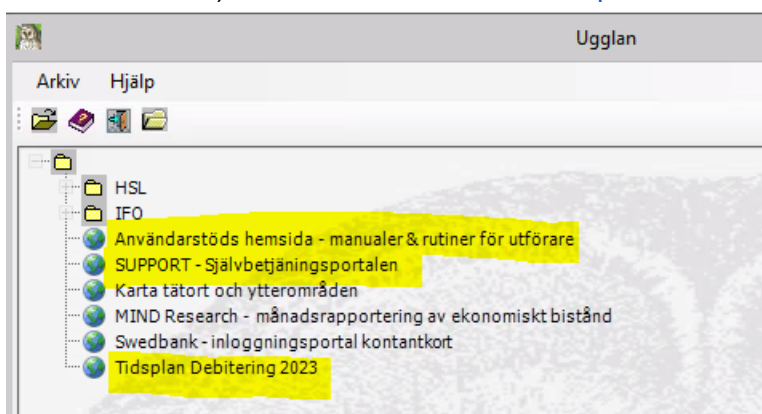 Ugglan
Arkiv Hjälp
HSL
IFO
Användarstöds hemsida - manualer & rutiner för utförare
SUPPORT - Självbetjäningsportalen
Karta tätort och ytterområden
MIND Research - månadsrapportering av ekonomiskt bistånd
Swedbank - inloggningsportal kontantkort
Tidsplan Debitering 2023